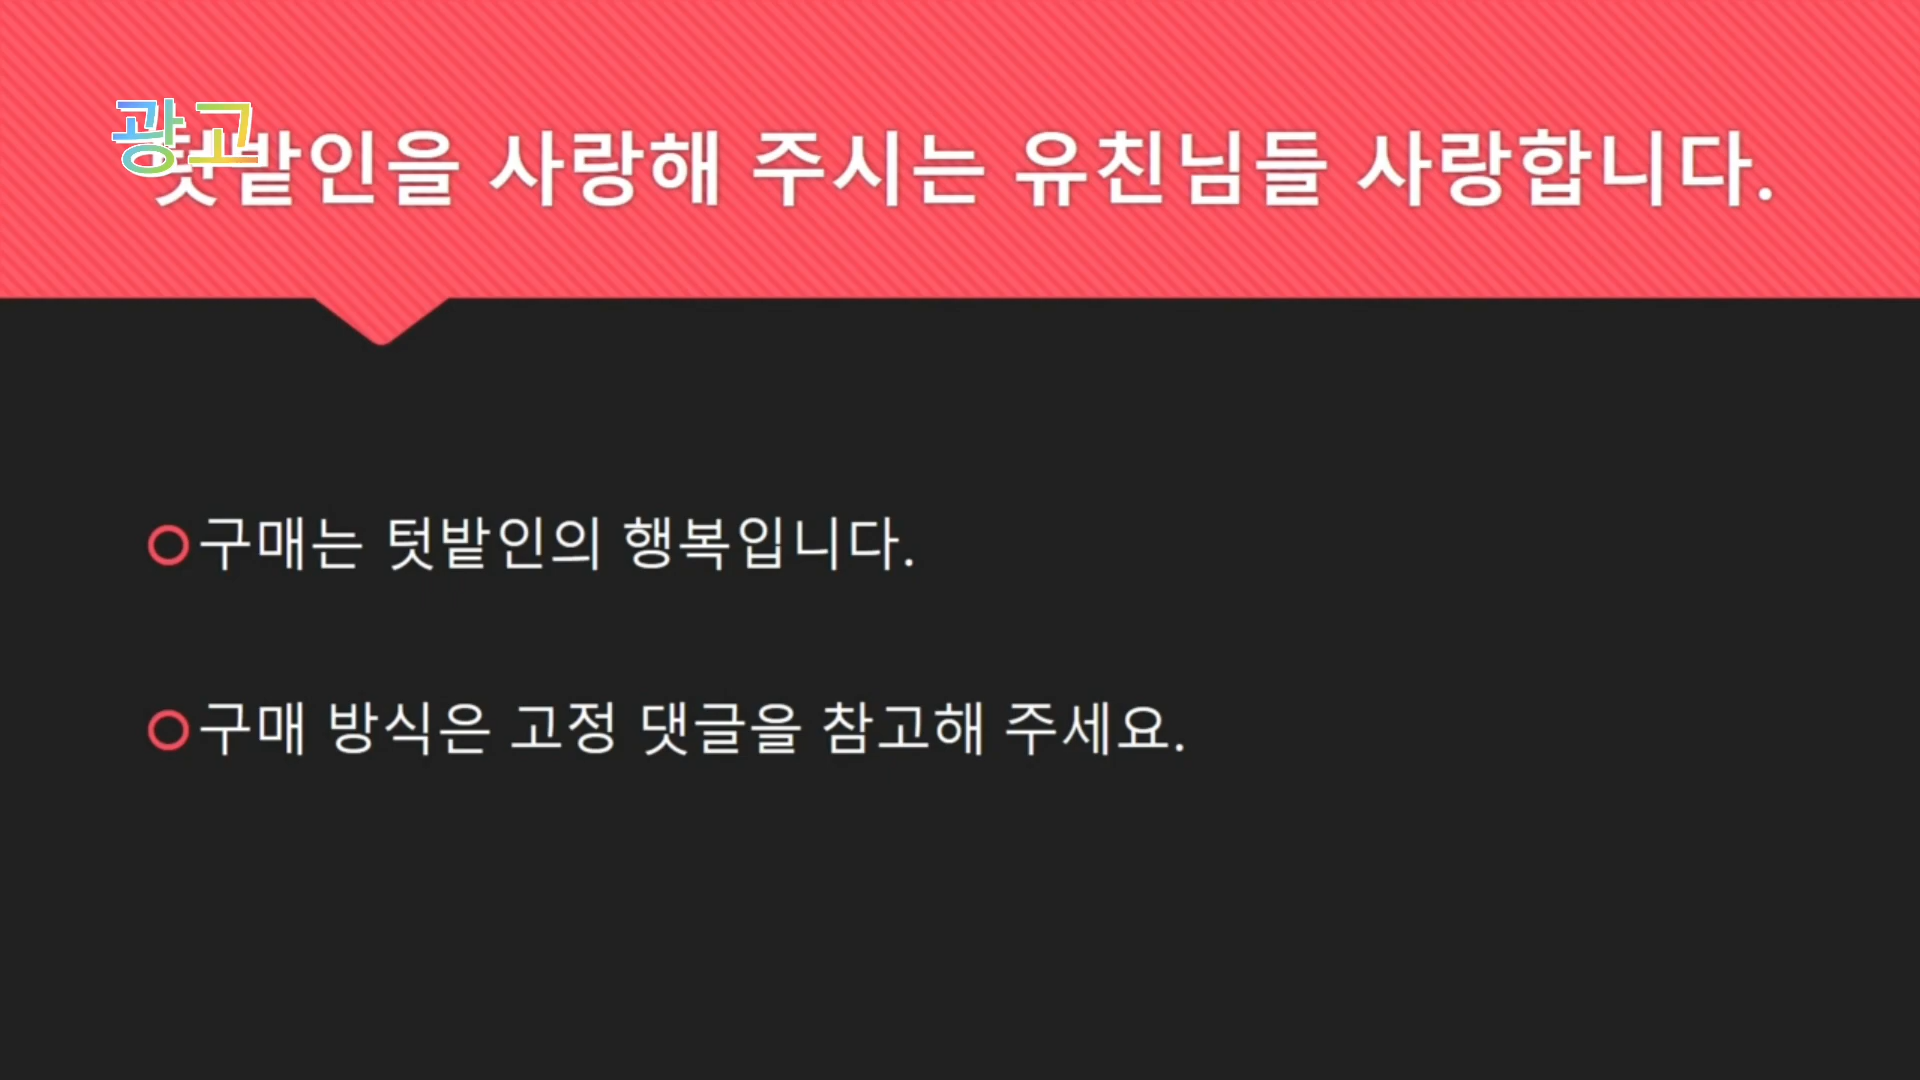 광고
텃밭인을 사랑해 주시는 유친님들 사랑합니다.
구매는 텃밭인의 행복입니다.
구매 방식은 고정 댓글을 참고해 주세요.